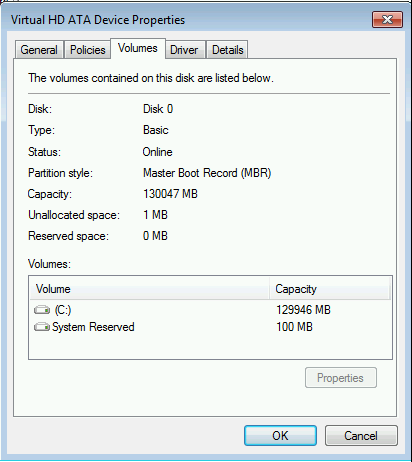 Virtual HD ATA Device Properties
General Policies Volumes Driver Details
The volumes contained on this disk are listed below.
Disk: Disk 0
Type: Basic
Status: Online
Partition style: Master Boot Record (MBR)
Capacity: 130047 MB
Unallocated space: 1 MB
Reserved space: 0 MB
Volumes:
Volume Capacity
(C:) 129946 MB
System Reserved 100 MB
Properties
OK Cancel